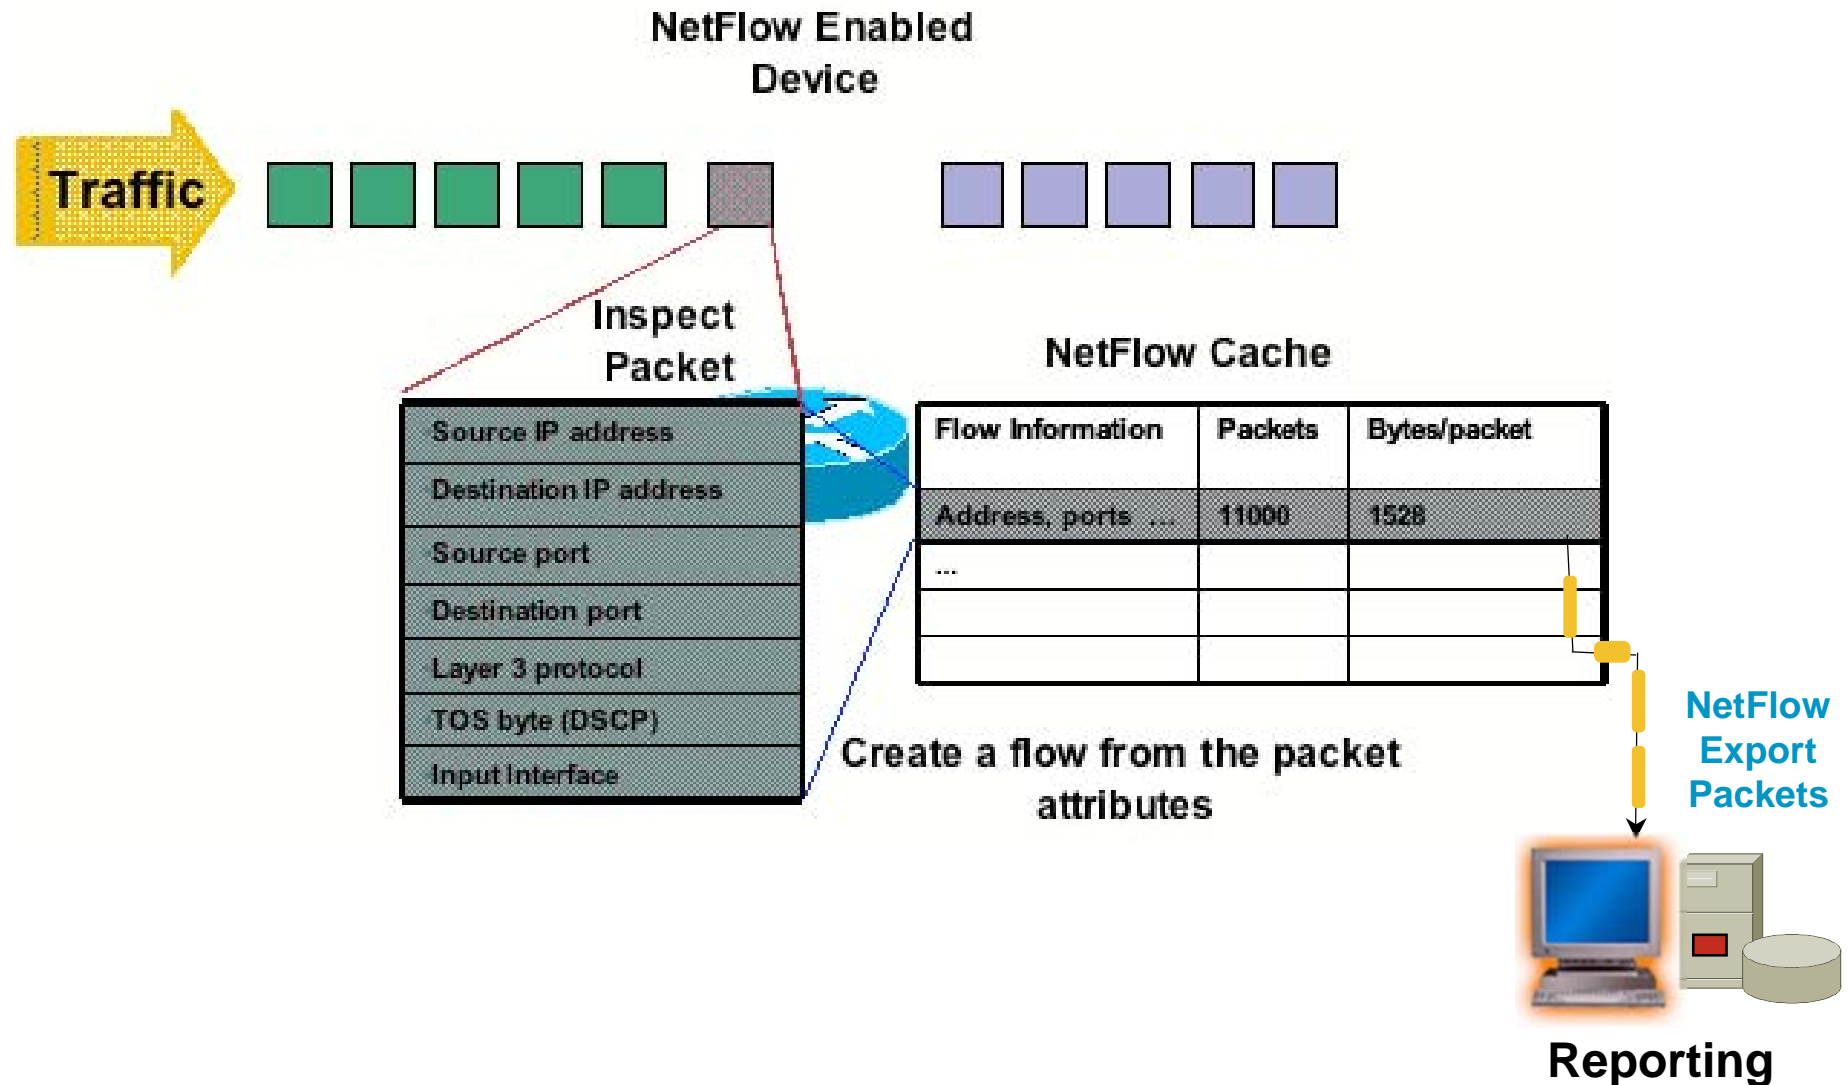 NetFlow Enabled
Device
Traffic
Inspect
Packet
Source IP address
Destination IP address
Source port
Destination port
Layer 3 protocol
TOS byte (DSCP)
Input Interface
NetFlow Cache
Flow Information Packets Bytes/packet
Address, ports ... 11000 1528
...
Create a flow from the packet
attributes
NetFlow
Export
Packets
Reporting